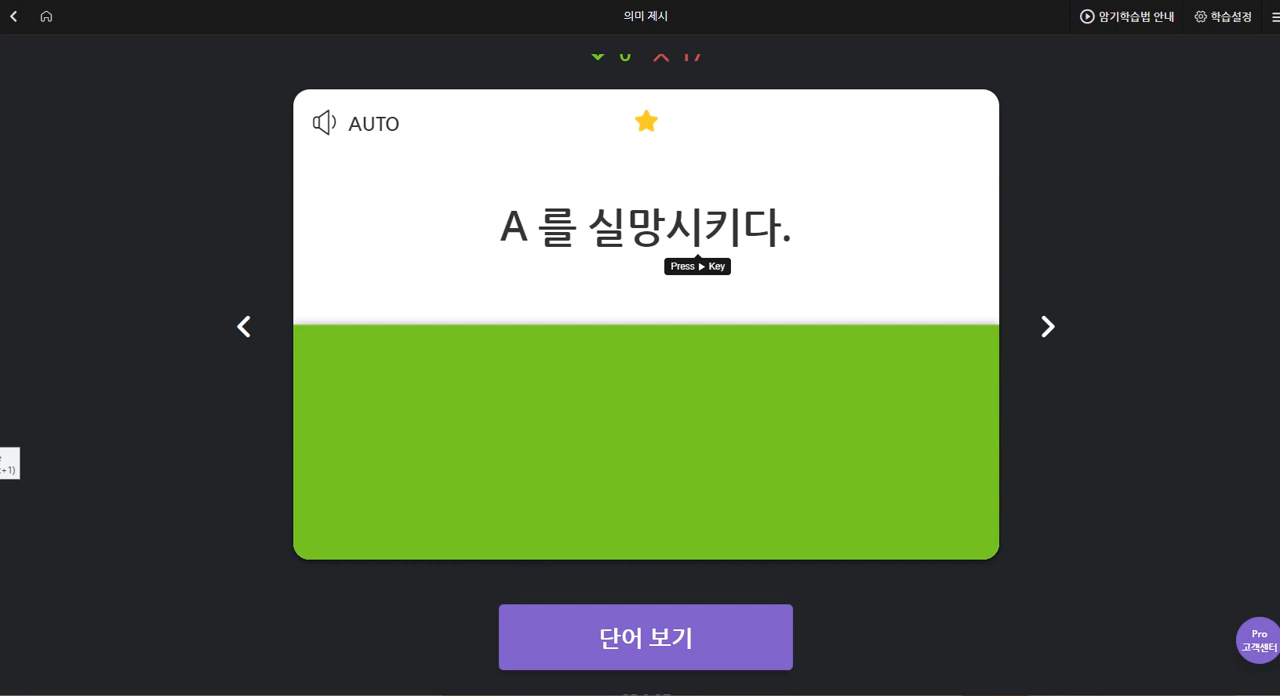 의미 제시
암기학습법 안내
학습설정
AUTO
A 를 실망시키다.
Press ▶ Key
+1)
단어 보기
Pro
고객센터